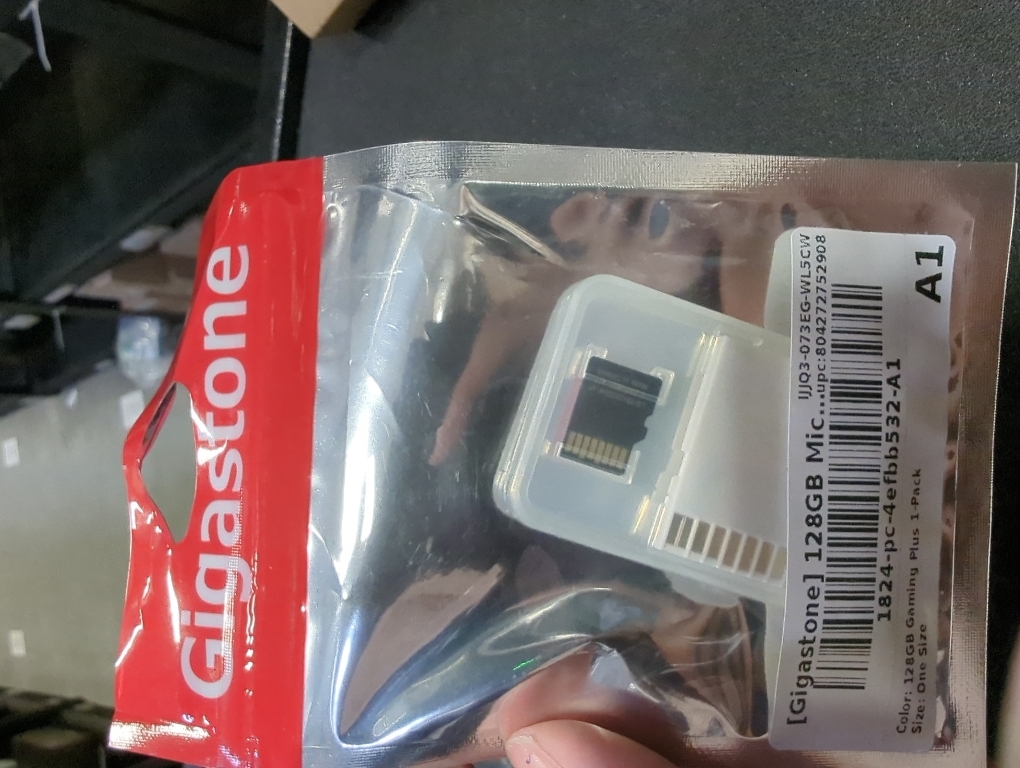 Gigastone
[Gigastone] 128GB Mic...
IJJQ3-073EG-WL5CW
upc:804272752908
1824-pc-4efbb532-A1
Color: 128GB Gaming Plus 1-Pack
Size: One Size
A1